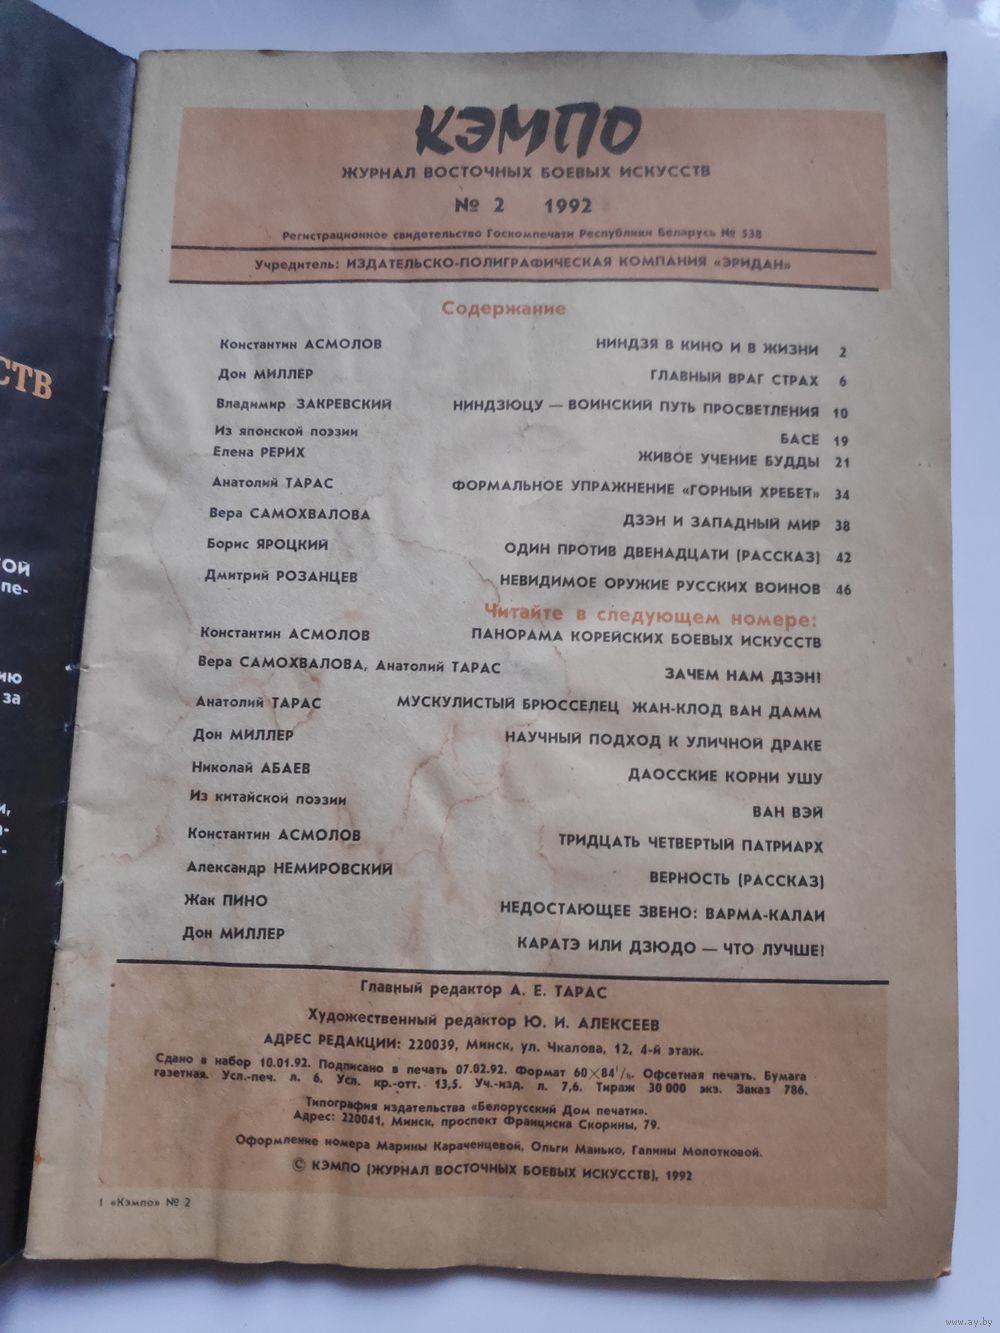 КЭМПО
ЖУРНАЛ ВОСТОЧНЫХ БОЕВЫХ ИСКУССТВ
№ 2 1992
Регистрационное свидетельство Госкомпечати Республики Беларусь № 538
Учредитель: ИЗДАТЕЛЬСКО-ПОЛИГРАФИЧЕСКАЯ КОМПАНИЯ «ЭРИДАН»
Содержание
Константин АСМОЛОВ НИНДЗЯ В КИНО И В ЖИЗНИ 2
Дон МИЛЛЕР ГЛАВНЫЙ ВРАГ СТРАХ 6
Владимир ЗАКРЕВСКИЙ НИНДЗЮЦУ — ВОИНСКИЙ ПУТЬ ПРОСВЕТЛЕНИЯ 10
Из японской поэзии БАСЁ 19
Елена РЕРИХ ЖИВОЕ УЧЕНИЕ БУДДЫ 21
Анатолий ТАРАС ФОРМАЛЬНОЕ УПРАЖНЕНИЕ «ГОРНЫЙ ХРЕБЕТ» 34
Вера САМОХВАЛОВА ДЗЭН И ЗАПАДНЫЙ МИР 38
Борис ЯРОЦКИЙ ОДИН ПРОТИВ ДВЕНАДЦАТИ (РАССКАЗ) 42
Дмитрий РОЗАНЦЕВ НЕВИДИМОЕ ОРУЖИЕ РУССКИХ ВОИНОВ 46
Читайте в следующем номере:
Константин АСМОЛОВ ПАНОРАМА КОРЕЙСКИХ БОЕВЫХ ИСКУССТВ
Вера САМОХВАЛОВА, Анатолий ТАРАС ЗАЧЕМ НАМ ДЗЭН?
Анатолий ТАРАС МУСКУЛИСТЫЙ БРЮССЕЛЕЦ ЖАН-КЛОД ВАН ДАММ
Дон МИЛЛЕР НАУЧНЫЙ ПОДХОД К УЛИЧНОЙ ДРАКЕ
Николай АБАЕВ ДАОССКИЕ КОРНИ УШУ
Из китайской поэзии ВАН ВЭЙ
Константин АСМОЛОВ ТРИДЦАТЬ ЧЕТВЕРТЫЙ ПАТРИАРХ
Александр НЕМИРОВСКИЙ ВЕРНОСТЬ (РАССКАЗ)
Жак ПИНО НЕДОСТАЮЩЕЕ ЗВЕНО: ВАРМА-КАЛАИ
Дон МИЛЛЕР КАРАТЭ ИЛИ ДЗЮДО — ЧТО ЛУЧШЕ?
Главный редактор А. Е. ТАРАС
Художественный редактор Ю. И. АЛЕКСЕЕВ
АДРЕС РЕДАКЦИИ: 220039, Минск, ул. Чкалова, 12, 4-й этаж.
Сдано в набор 10.01.92. Подписано в печать 07.02.92. Формат 60×84¹/₈. Офсетная печать. Бумага
газетная. Усл.-печ. л. 6. Усл. кр.-отт. 13,5. Уч.-изд. л. 7,6. Тираж 30 000 экз. Заказ 786.
Типография издательства «Белорусский Дом печати».
Адрес: 220041, Минск, проспект Франциска Скорины, 79.
Оформление номера Марины Караченцевой, Ольги Манько, Галины Молотковой.
© КЭМПО (ЖУРНАЛ ВОСТОЧНЫХ БОЕВЫХ ИСКУССТВ), 1992
1 «Кэмпо» № 2
СТВ
ТОЙ
пе-
ию
за
и,
www.ay.by